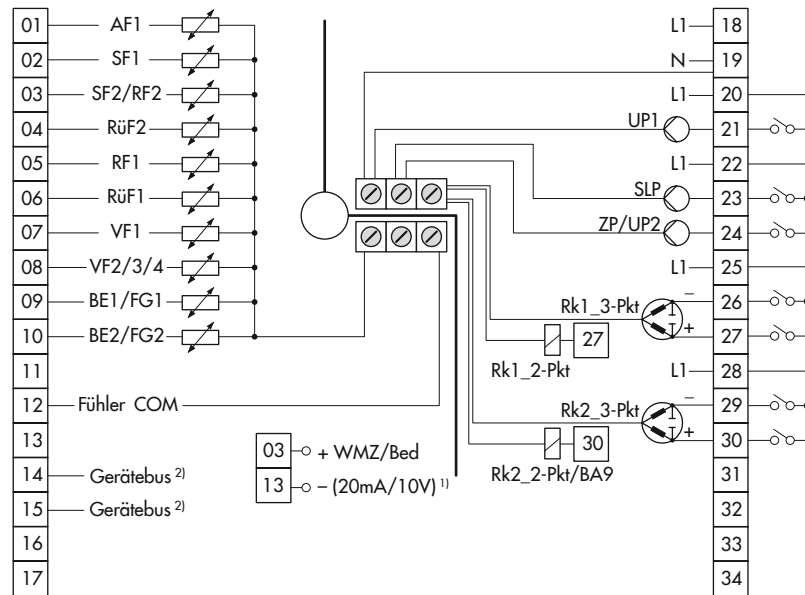 01 AF1 L1 18
02 SF1 N 19
03 SF2/RF2 L1 20
04 RüF2 UP1 21
05 RF1 L1 22
06 RüF1 SLP 23
07 VF1 ZP/UP2 24
08 VF2/3/4 L1 25
09 BE1/FG1 Rk1_3-Pkt − 26
10 BE2/FG2 27 + 27
Rk1_2-Pkt
11 L1 28
12 Fühler COM Rk2_3-Pkt − 29
13 03 + WMZ/Bed 30 + 30
14 Gerätebus 2) 13 − (20mA/10V) 1) Rk2_2-Pkt/BA9 31
15 Gerätebus 2) 32
16 33
17 34